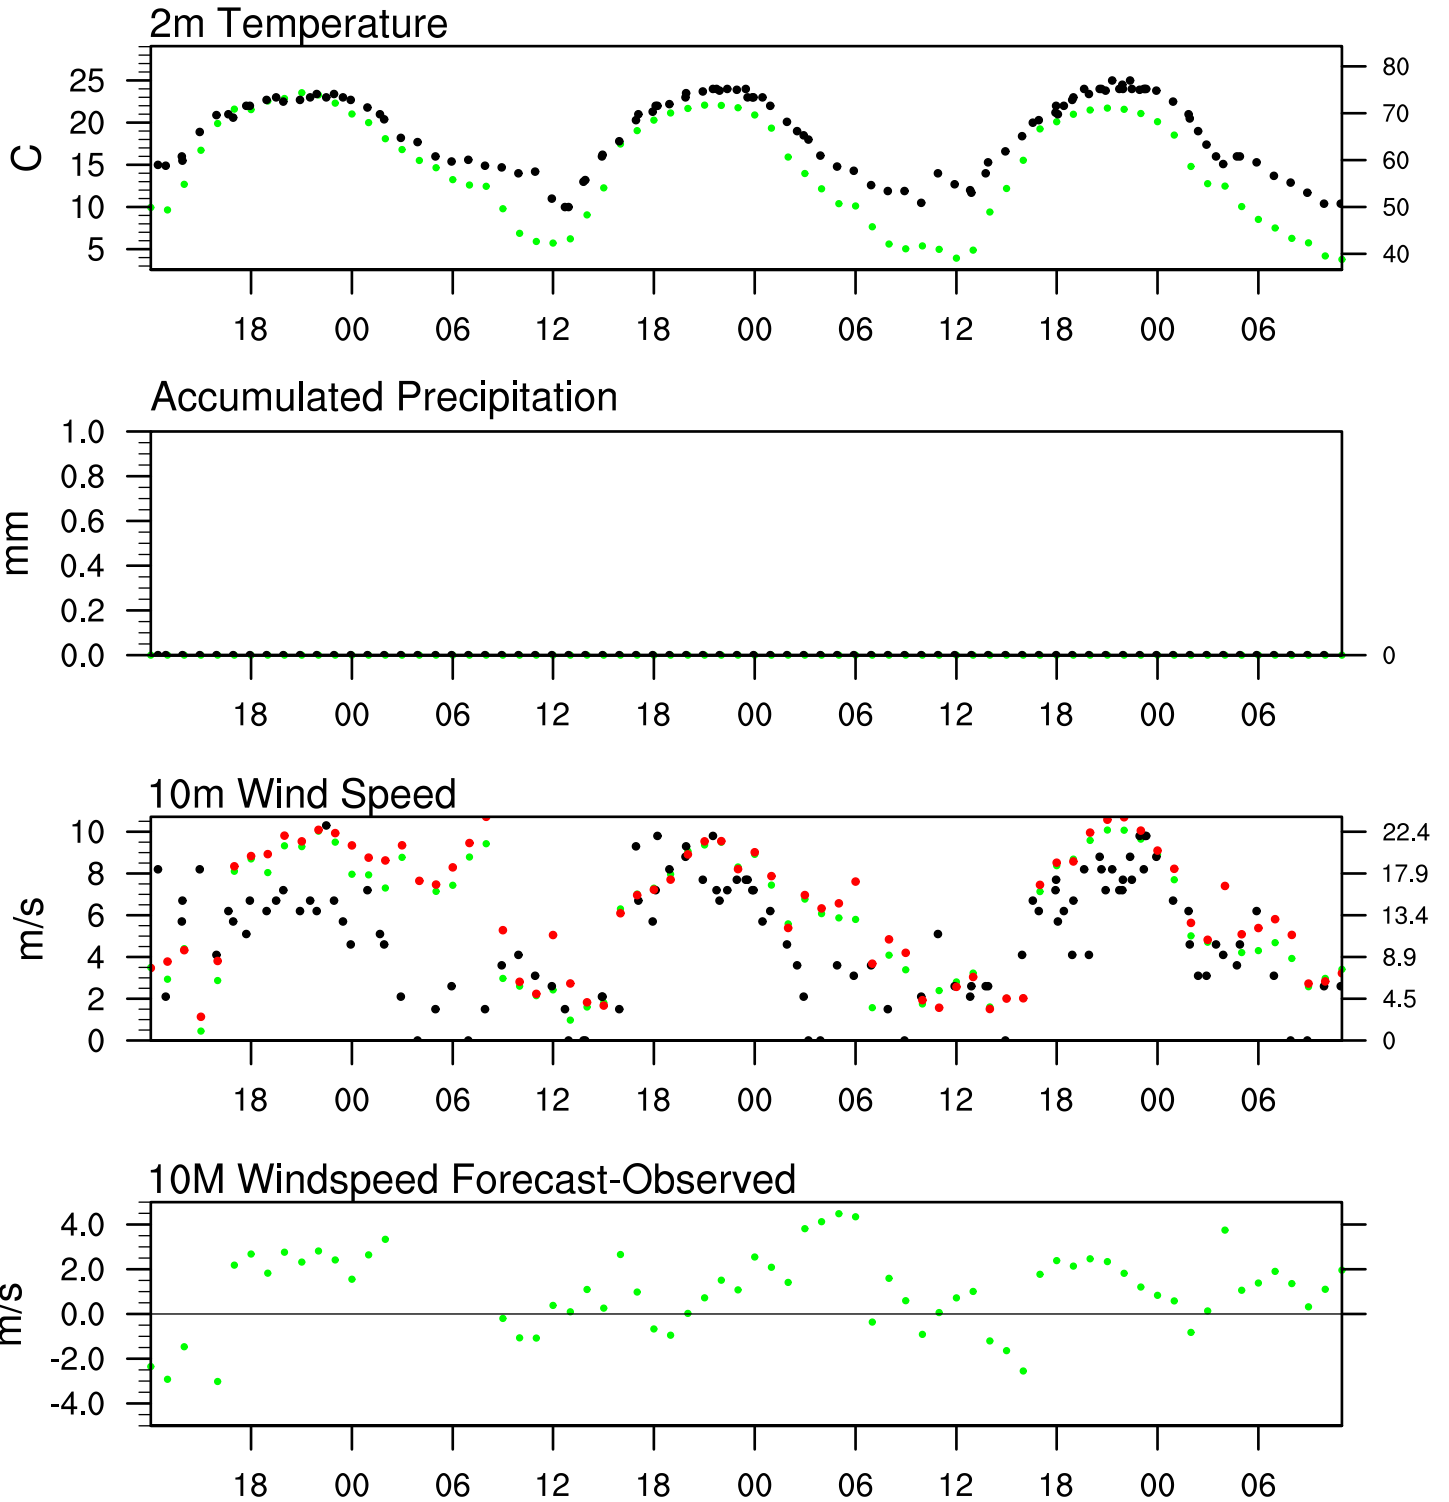 2m Temperature
25 80
20 70
15 60
10 50
5 40
C
18 00 06 12 18 00 06 12 18 00 06
Accumulated Precipitation
1.0
0.8
0.6
0.4
0.2
0.0 0
mm
18 00 06 12 18 00 06 12 18 00 06
10m Wind Speed
10 22.4
8 17.9
6 13.4
4 8.9
2 4.5
0 0
m/s
18 00 06 12 18 00 06 12 18 00 06
10M Windspeed Forecast-Observed
4.0
2.0
0.0
-2.0
-4.0
m/s
18 00 06 12 18 00 06 12 18 00 06